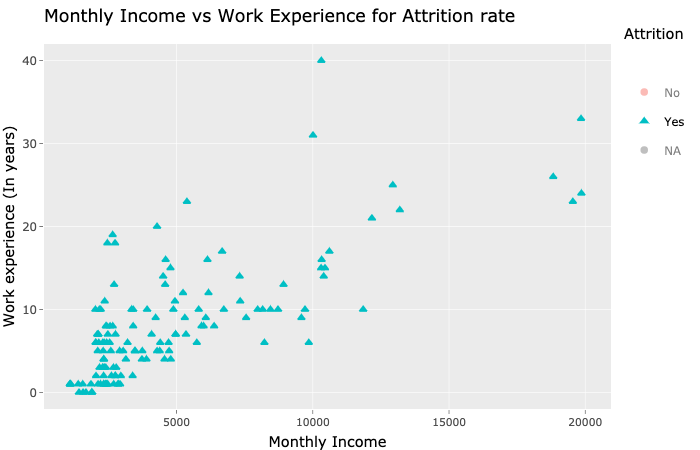 Monthly Income vs Work Experience for Attrition rate
Attrition
No
Yes
NA
Work experience (In years)
40
30
20
10
0
5000
10000
15000
20000
Monthly Income